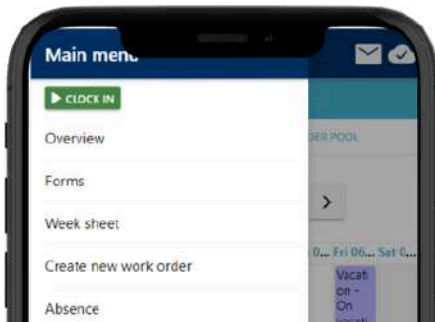 Main menu
CLOCK IN
Overview
DER POOL
Forms
Week sheet
0... Fri 06... Sat 0...
Create new work order
Vacati
on -
On
vacati
Absence